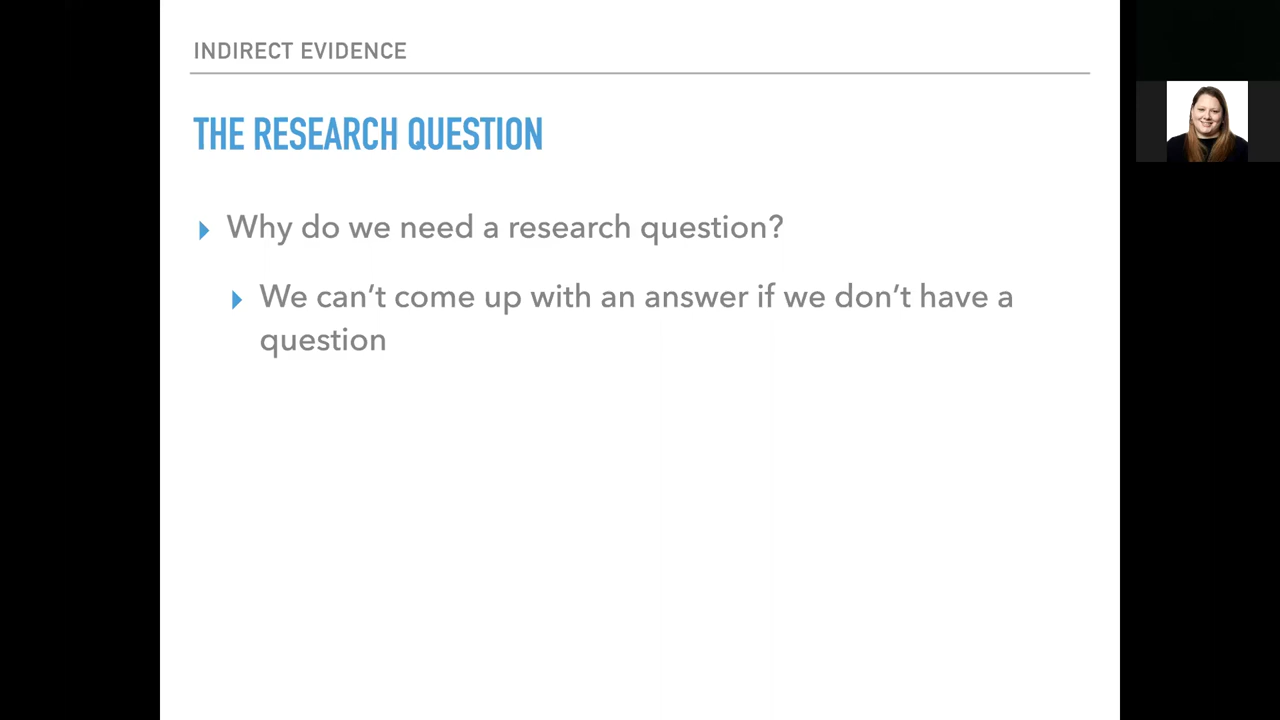 INDIRECT EVIDENCE
THE RESEARCH QUESTION
Why do we need a research question?
We can’t come up with an answer if we don’t have a
question